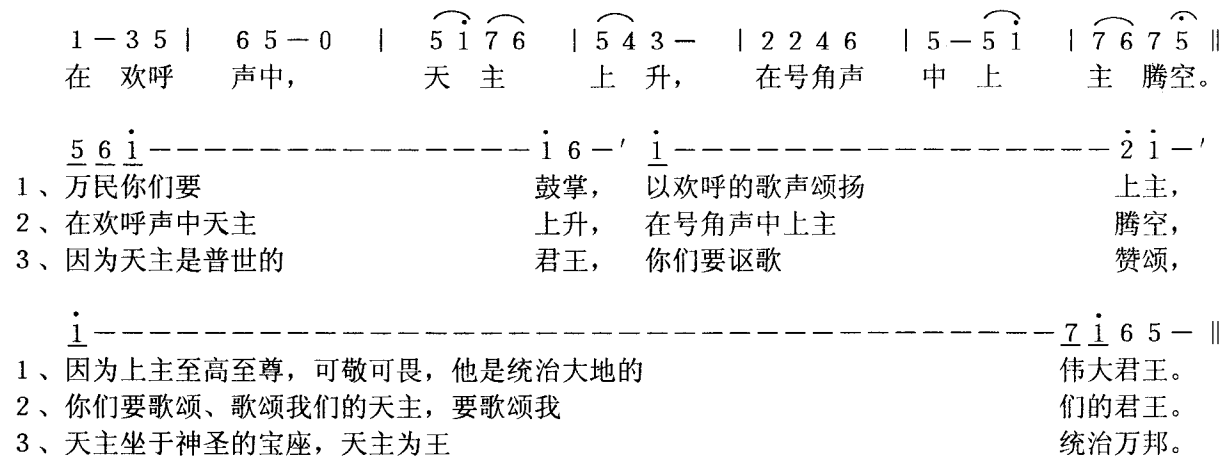 1 － 3 5 | 6 5 － 0 | 5 i̇ 7 6 | 5 4 3 － | 2 2 4 6 | 5 － 5 i̇ | 7 6 7 5 ‖
在 欢呼 声中， 天 主 上 升， 在号角声 中 上 主 腾空。
5 6 i̇ －－－－－－－－－－－－－－ i̇ 6 －′ i̇ －－－－－－－－－－－－－－－－ 2̇ i̇ －′
1、万民你们要 鼓掌， 以欢呼的歌声颂扬 上主，
2、在欢呼声中天主 上升， 在号角声中上主 腾空，
3、因为天主是普世的 君王， 你们要讴歌 赞颂，
i̇ －－－－－－－－－－－－－－－－－－－－－－－－－－－－－－－－－－－ 7 i̇ 6 5 － ‖
1、因为上主至高至尊，可敬可畏，他是统治大地的 伟大君王。
2、你们要歌颂、歌颂我们的天主，要歌颂我 们的君王。
3、天主坐于神圣的宝座，天主为王 统治万邦。